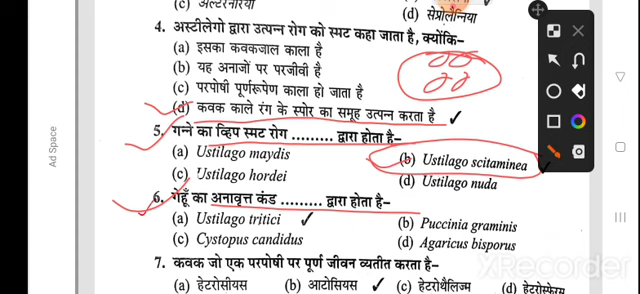 (c) अल्टरनेरिया
(d) सेप्रोलैन्निया
4. अस्टीलेगो द्वारा उत्पन्न रोग को स्मट कहा जाता है, क्योंकि-
(a) इसका कवकजाल काला है
(b) यह अनाजों पर परजीवी है
(c) परपोषी पूर्णरूपेण काला हो जाता है
(d) कवक काले रंग के स्पोर का समूह उत्पन्न करता है
5. गन्ने का व्हिप स्मट रोग ......... द्वारा होता है-
(a) Ustilago maydis
(b) Ustilago scitaminea
(c) Ustilago hordei
(d) Ustilago nuda
6. गेहूँ का अनावृत्त कंड ......... द्वारा होता है-
(a) Ustilago tritici
(b) Puccinia graminis
(c) Cystopus candidus
(d) Agaricus bisporus
7. कवक जो एक परपोषी पर पूर्ण जीवन व्यतीत करता है-
(a) हेटरोसीयस (b) आटोसियस (c) हेटरोथैलिज्म (d) हेटरोस्फेरम
Ad Space
XRecorder